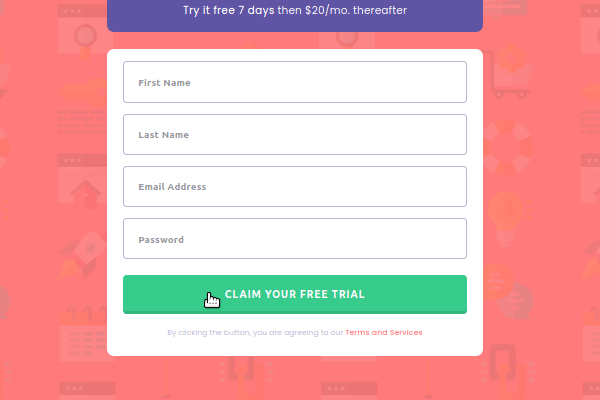 Try it free 7 days then $20/mo. thereafter
First Name
Last Name
Email Address
Password
CLAIM YOUR FREE TRIAL
By clicking the button, you are agreeing to our Terms and Services